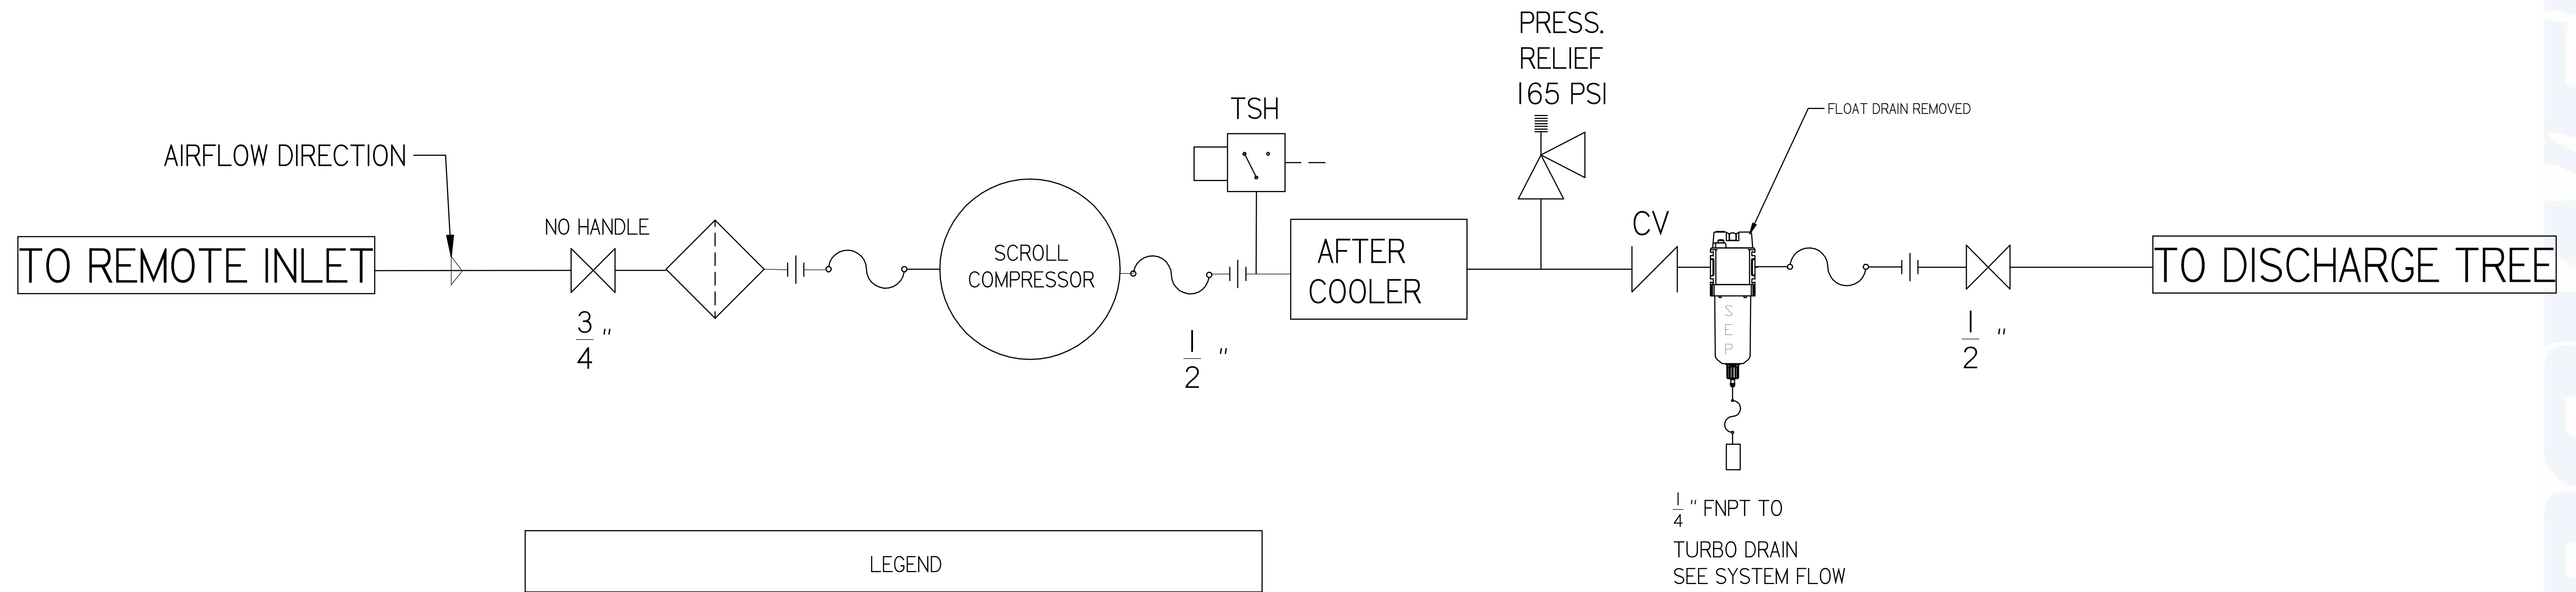 PRESS.
RELIEF
165 PSI
TSH
FLOAT DRAIN REMOVED
AIRFLOW DIRECTION
NO HANDLE
CV
TO REMOTE INLET
SCROLL
COMPRESSOR
AFTER
COOLER
TO DISCHARGE TREE
S
E
P
3/4 "
1/2 "
1/2 "
1/4 " FNPT TO
TURBO DRAIN
SEE SYSTEM FLOW
LEGEND